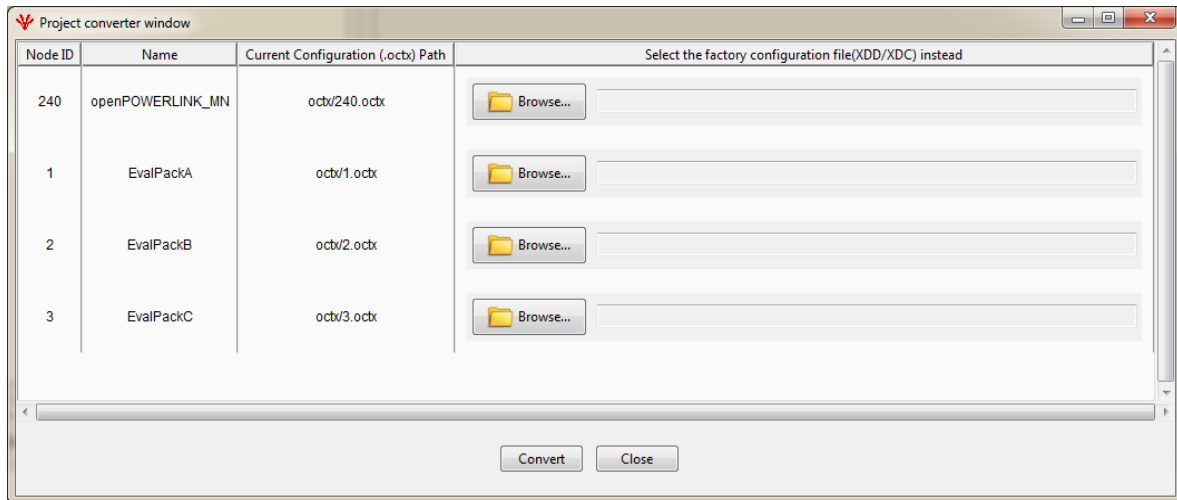 Project converter window
Node ID Name Current Configuration (.octx) Path Select the factory configuration file(XDD/XDC) instead
240 openPOWERLINK_MN octx/240.octx Browse...
1 EvalPackA octx/1.octx Browse...
2 EvalPackB octx/2.octx Browse...
3 EvalPackC octx/3.octx Browse...
Convert Close